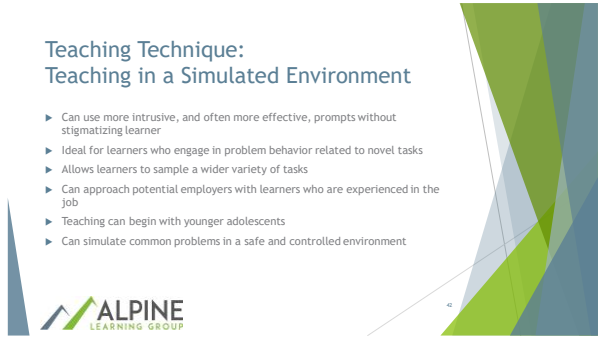 Teaching Technique:
Teaching in a Simulated Environment
Can use more intrusive, and often more effective, prompts without
stigmatizing learner
Ideal for learners who engage in problem behavior related to novel tasks
Allows learners to sample a wider variety of tasks
Can approach potential employers with learners who are experienced in the
job
Teaching can begin with younger adolescents
Can simulate common problems in a safe and controlled environment
42
ALPINE
LEARNING GROUP